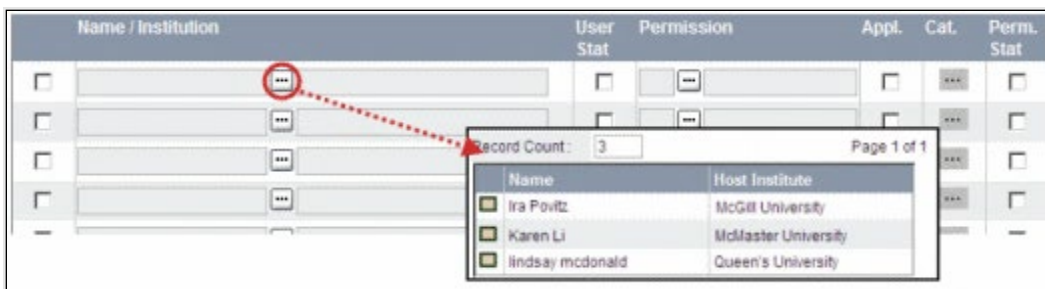 Name / Institution User Stat Permission Appl. Cat. Perm. Stat
Record Count: 3 Page 1 of 1
Name Host Institute
Ira Povitz McGill University
Karen Li McMaster University
lindsay mcdonald Queen's University